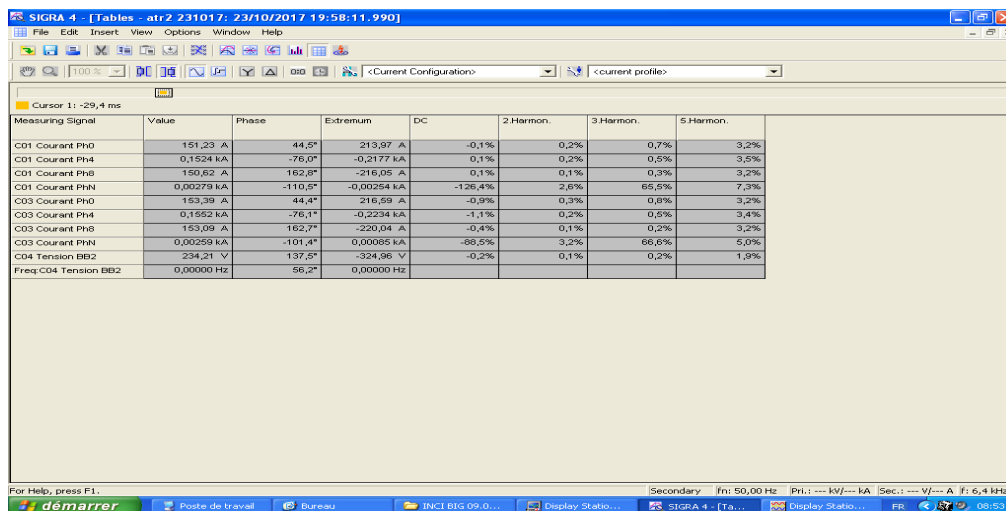 SIGRA 4 - [Tables - atr2 231017: 23/10/2017 19:58:11.990]
File Edit Insert View Options Window Help
100 % <Current Configuration> <current profile>
Cursor 1: -29,4 ms
Measuring Signal Value Phase Extremum DC 2.Harmon. 3.Harmon. 5.Harmon.
C01 Courant Ph0 151,23 A 44,5° 213,97 A -0,1% 0,2% 0,7% 3,2%
C01 Courant Ph4 0,1524 kA -76,0° -0,2177 kA 0,1% 0,2% 0,5% 3,5%
C01 Courant Ph8 150,62 A 162,8° -216,05 A 0,1% 0,1% 0,3% 3,2%
C01 Courant PhN 0,00279 kA -110,5° -0,00254 kA -126,4% 2,6% 65,5% 7,3%
C03 Courant Ph0 153,39 A 44,4° 216,59 A -0,9% 0,3% 0,8% 3,2%
C03 Courant Ph4 0,1552 kA -76,1° -0,2234 kA -1,1% 0,2% 0,5% 3,4%
C03 Courant Ph8 153,09 A 162,7° -220,04 A -0,4% 0,1% 0,2% 3,2%
C03 Courant PhN 0,00259 kA -101,4° 0,00085 kA -88,5% 3,2% 66,6% 5,0%
C04 Tension BB2 234,21 V 137,5° -324,96 V -0,2% 0,1% 0,2% 1,9%
Freq:C04 Tension BB2 0,00000 Hz 56,2° 0,00000 Hz
For Help, press F1. Secondary fn: 50,00 Hz Pri.: --- kV/--- kA Sec.: --- V/--- A f: 6,4 kHz
démarrer Poste de travail Bureau INCI BIG 09.0... Display Statio... SIGRA 4 - [Ta... Display Statio... FR 08:53